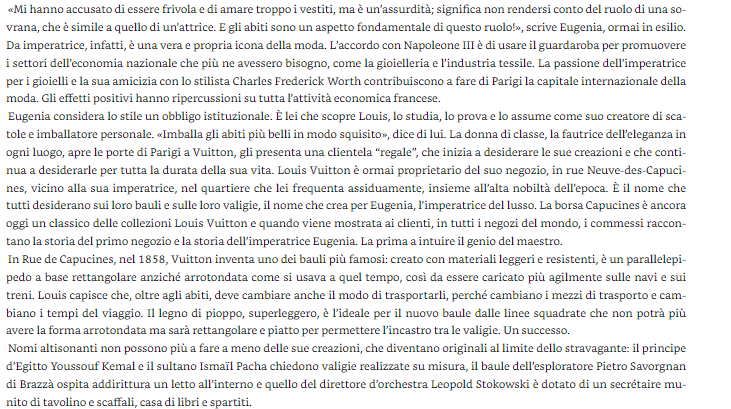 «Mi hanno accusato di essere frivola e di amare troppo i vestiti, ma è un'assurdità; significa non rendersi conto del ruolo di una so-
vrana, che è simile a quello di un'attrice. E gli abiti sono un aspetto fondamentale di questo ruolo!», scrive Eugenia, ormai in esilio.
Da imperatrice, infatti, è una vera e propria icona della moda. L'accordo con Napoleone III è di usare il guardaroba per promuovere
i settori dell'economia nazionale che più ne avessero bisogno, come la gioielleria e l'industria tessile. La passione dell'imperatrice
per i gioielli e la sua amicizia con lo stilista Charles Frederick Worth contribuiscono a fare di Parigi la capitale internazionale della
moda. Gli effetti positivi hanno ripercussioni su tutta l'attività economica francese.
Eugenia considera lo stile un obbligo istituzionale. È lei che scopre Louis, lo studia, lo prova e lo assume come suo creatore di sca-
tole e imballatore personale. «Imballa gli abiti più belli in modo squisito», dice di lui. La donna di classe, la fautrice dell'eleganza in
ogni luogo, apre le porte di Parigi a Vuitton, gli presenta una clientela "regale", che inizia a desiderare le sue creazioni e che conti-
nua a desiderarle per tutta la durata della sua vita. Louis Vuitton è ormai proprietario del suo negozio, in rue Neuve-des-Capuci-
nes, vicino alla sua imperatrice, nel quartiere che lei frequenta assiduamente, insieme all'alta nobiltà dell'epoca. È il nome che
tutti desiderano sui loro bauli e sulle loro valigie, il nome che crea per Eugenia, l'imperatrice del lusso. La borsa Capucines è ancora
oggi un classico delle collezioni Louis Vuitton e quando viene mostrata ai clienti, in tutti i negozi del mondo, i commessi raccon-
tano la storia del primo negozio e la storia dell'imperatrice Eugenia. La prima a intuire il genio del maestro.
In Rue de Capucines, nel 1858, Vuitton inventa uno dei bauli più famosi: creato con materiali leggeri e resistenti, è un parallelepi-
pedo a base rettangolare anziché arrotondata come si usava a quel tempo, così da essere caricato più agilmente sulle navi e sui
treni. Louis capisce che, oltre agli abiti, deve cambiare anche il modo di trasportarli, perché cambiano i mezzi di trasporto e cam-
biano i tempi del viaggio. Il legno di pioppo, superleggero, è l'ideale per il nuovo baule dalle linee squadrate che non potrà più
avere la forma arrotondata ma sarà rettangolare e piatto per permettere l'incastro tra le valigie. Un successo.
Nomi altisonanti non possono più a fare a meno delle sue creazioni, che diventano originali al limite dello stravagante: il principe
d'Egitto Youssouf Kemal e il sultano Ismaïl Pacha chiedono valigie realizzate su misura, il baule dell'esploratore Pietro Savorgnan
di Brazzà ospita addirittura un letto all'interno e quello del direttore d'orchestra Leopold Stokowski è dotato di un secrétaire mu-
nito di tavolino e scaffali, casa di libri e spartiti.